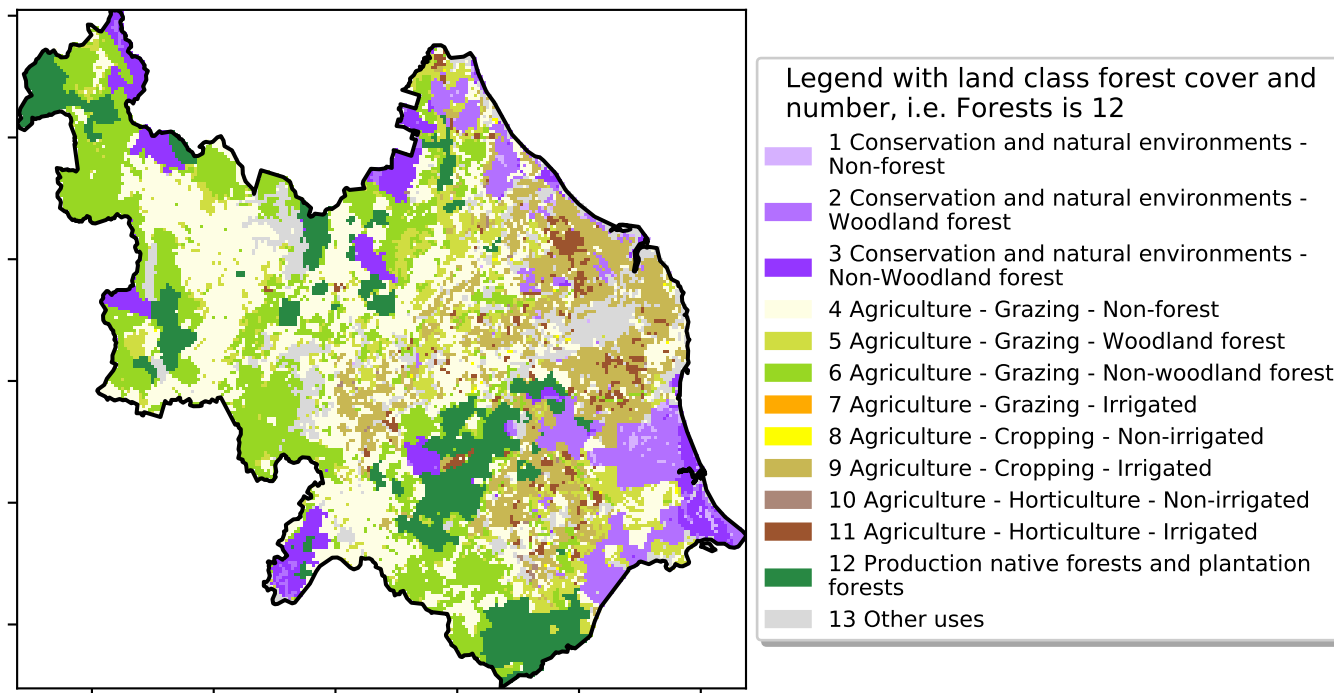 Legend with land class forest cover and
number, i.e. Forests is 12
1 Conservation and natural environments -
Non-forest
2 Conservation and natural environments -
Woodland forest
3 Conservation and natural environments -
Non-Woodland forest
4 Agriculture - Grazing - Non-forest
5 Agriculture - Grazing - Woodland forest
6 Agriculture - Grazing - Non-woodland forest
7 Agriculture - Grazing - Irrigated
8 Agriculture - Cropping - Non-irrigated
9 Agriculture - Cropping - Irrigated
10 Agriculture - Horticulture - Non-irrigated
11 Agriculture - Horticulture - Irrigated
12 Production native forests and plantation
forests
13 Other uses